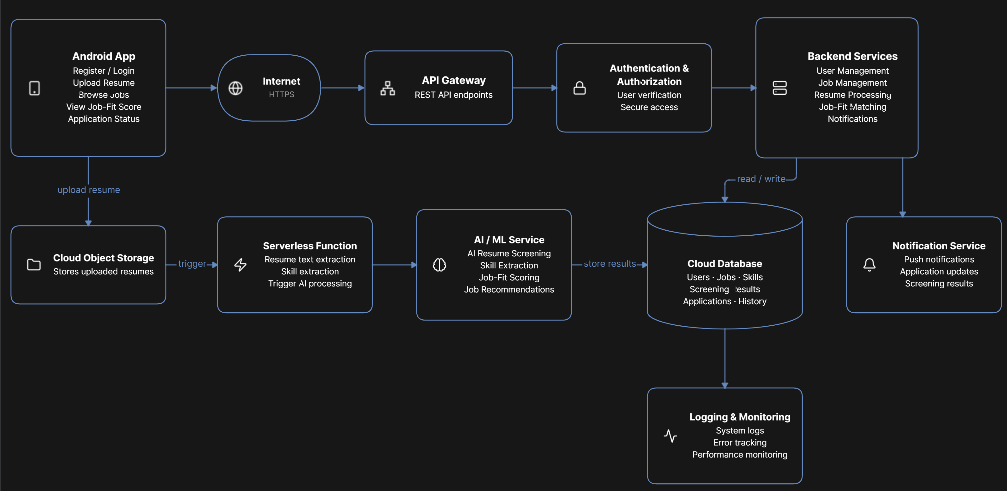 Android App
Register / Login
Upload Resume
Browse Jobs
View Job-Fit Score
Application Status
Internet
HTTPS
API Gateway
REST API endpoints
Authentication &
Authorization
User verification
Secure access
Backend Services
User Management
Job Management
Resume Processing
Job-Fit Matching
Notifications
upload resume
read / write
Cloud Object Storage
Stores uploaded resumes
trigger
Serverless Function
Resume text extraction
Skill extraction
Trigger AI processing
AI / ML Service
AI Resume Screening
Skill Extraction
Job-Fit Scoring
Job Recommendations
store results
Cloud Database
Users · Jobs · Skills
Screening results
Applications · History
Notification Service
Push notifications
Application updates
Screening results
Logging & Monitoring
System logs
Error tracking
Performance monitoring